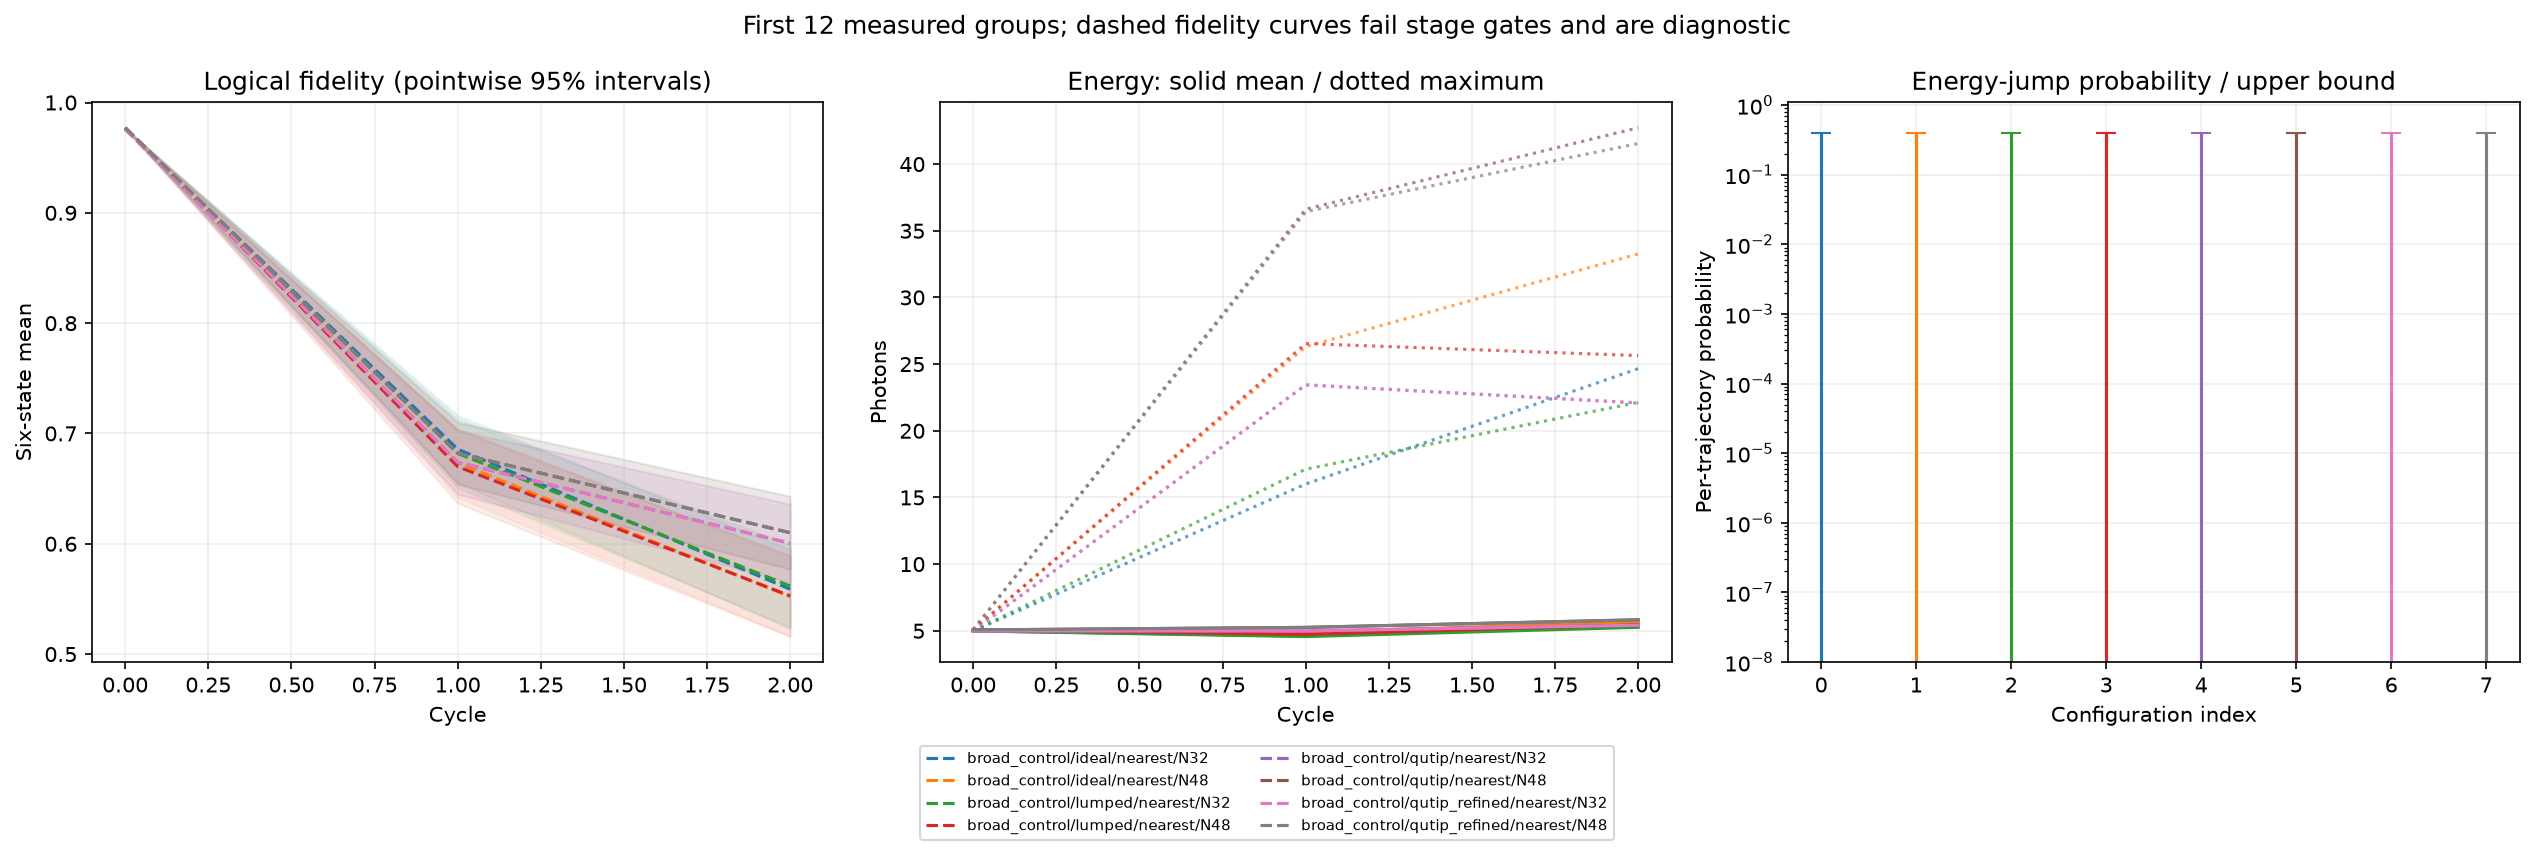 First 12 measured groups; dashed fidelity curves fail stage gates and are diagnostic
Logical fidelity (pointwise 95% intervals)
Six-state mean
1.0
0.9
0.8
0.7
0.6
0.5
0.00 0.25 0.50 0.75 1.00 1.25 1.50 1.75 2.00
Cycle
Energy: solid mean / dotted maximum
Photons
40
35
30
25
20
15
10
5
0.00 0.25 0.50 0.75 1.00 1.25 1.50 1.75 2.00
Cycle
Energy-jump probability / upper bound
Per-trajectory probability
10⁰
10⁻¹
10⁻²
10⁻³
10⁻⁴
10⁻⁵
10⁻⁶
10⁻⁷
10⁻⁸
0 1 2 3 4 5 6 7
Configuration index
broad_control/ideal/nearest/N32
broad_control/ideal/nearest/N48
broad_control/lumped/nearest/N32
broad_control/lumped/nearest/N48
broad_control/qutip/nearest/N32
broad_control/qutip/nearest/N48
broad_control/qutip_refined/nearest/N32
broad_control/qutip_refined/nearest/N48